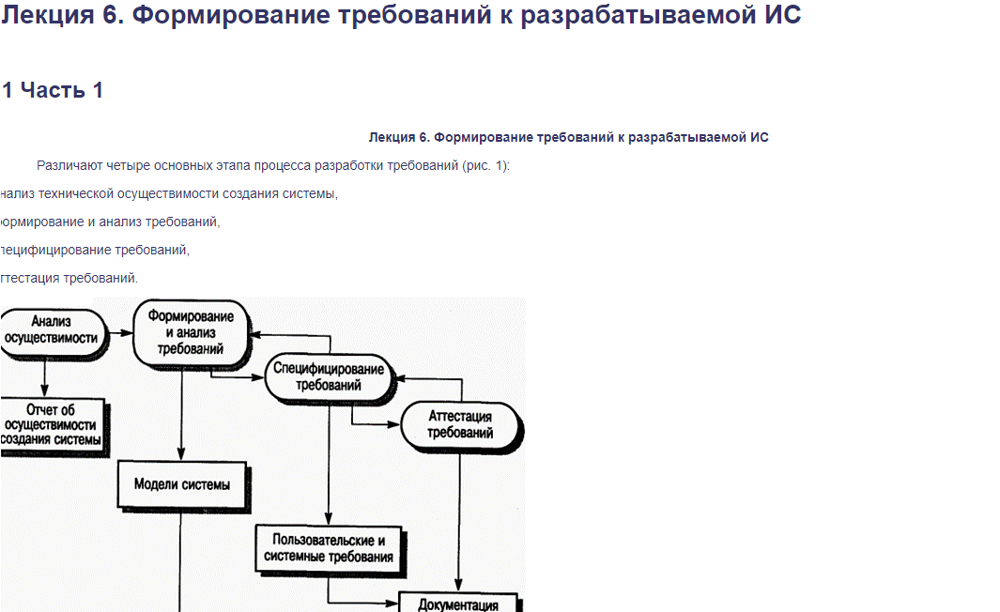 Лекция 6. Формирование требований к разрабатываемой ИС
1 Часть 1
Лекция 6. Формирование требований к разрабатываемой ИС
Различают четыре основных этапа процесса разработки требований (рис. 1):
нализ технической осуществимости создания системы,
ормирование и анализ требований,
пецифицирование требований,
ттестация требований.
Анализ
осуществимости
Формирование
и анализ
требований
Специфицирование
требований
Аттестация
требований
Отчет об
осуществимости
создания системы
Модели системы
Пользовательские и
системные требования
Документация